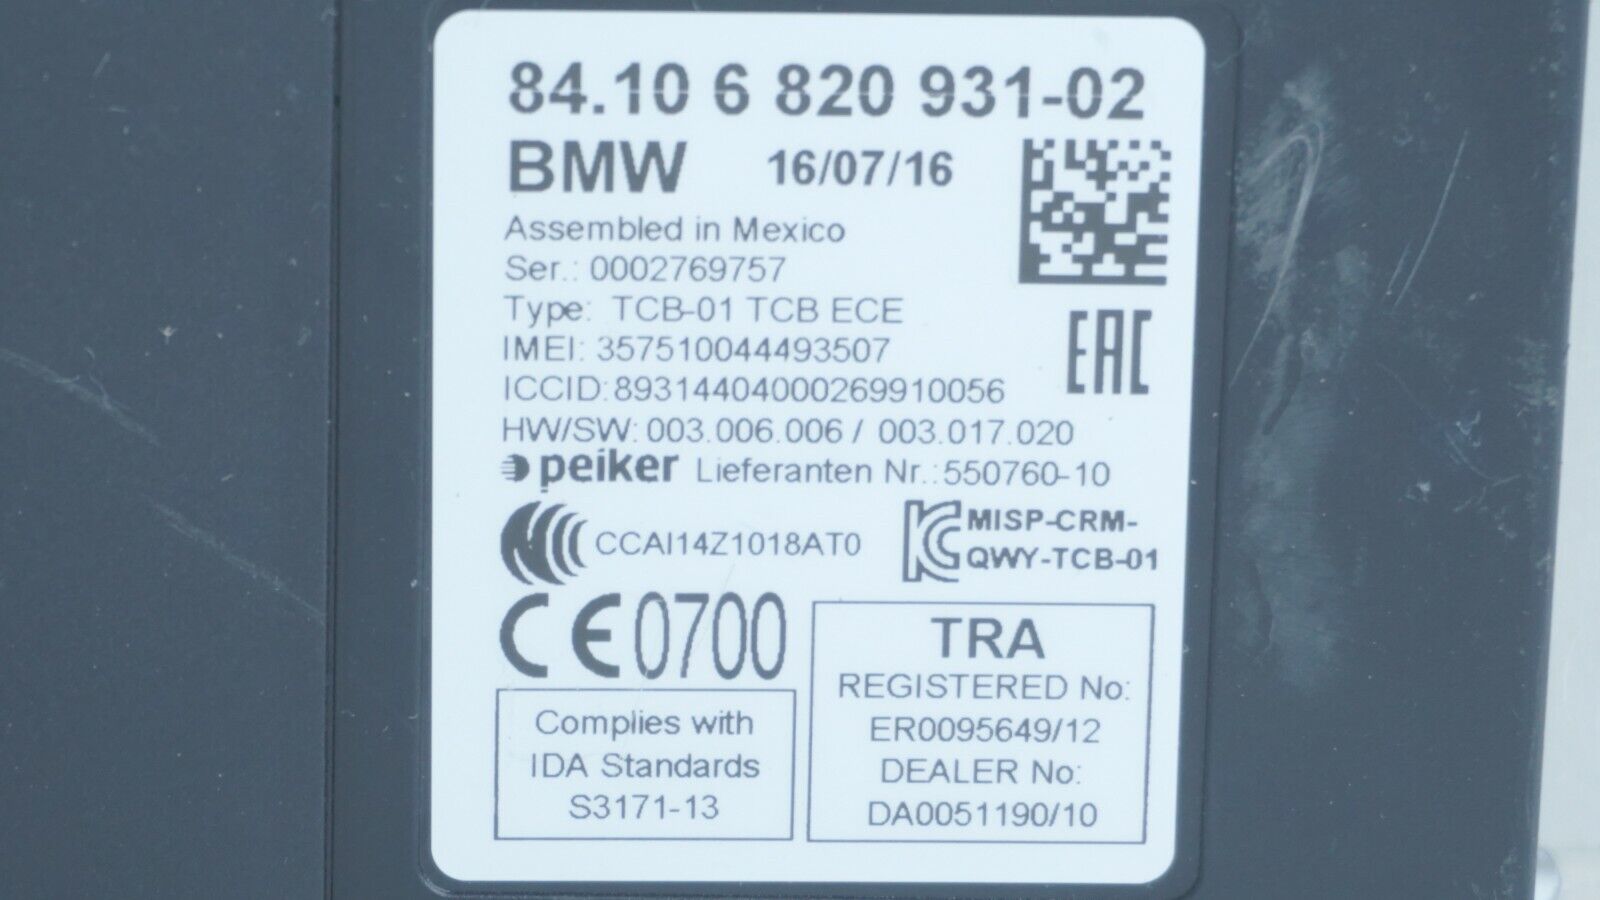 84.10 6 820 931-02
BMW 16/07/16
Assembled in Mexico
Ser.: 0002769757
Type: TCB-01 TCB ECE
IMEI: 357510044493507
EAC
ICCID:89314404000269910056
HW/SW: 003.006.006 / 003.017.020
peiker Lieferanten Nr.:550760-10
CCAI14Z1018AT0
MISP-CRM-
QWY-TCB-01
CE0700
Complies with
IDA Standards
S3171-13
TRA
REGISTERED No:
ER0095649/12
DEALER No:
DA0051190/10